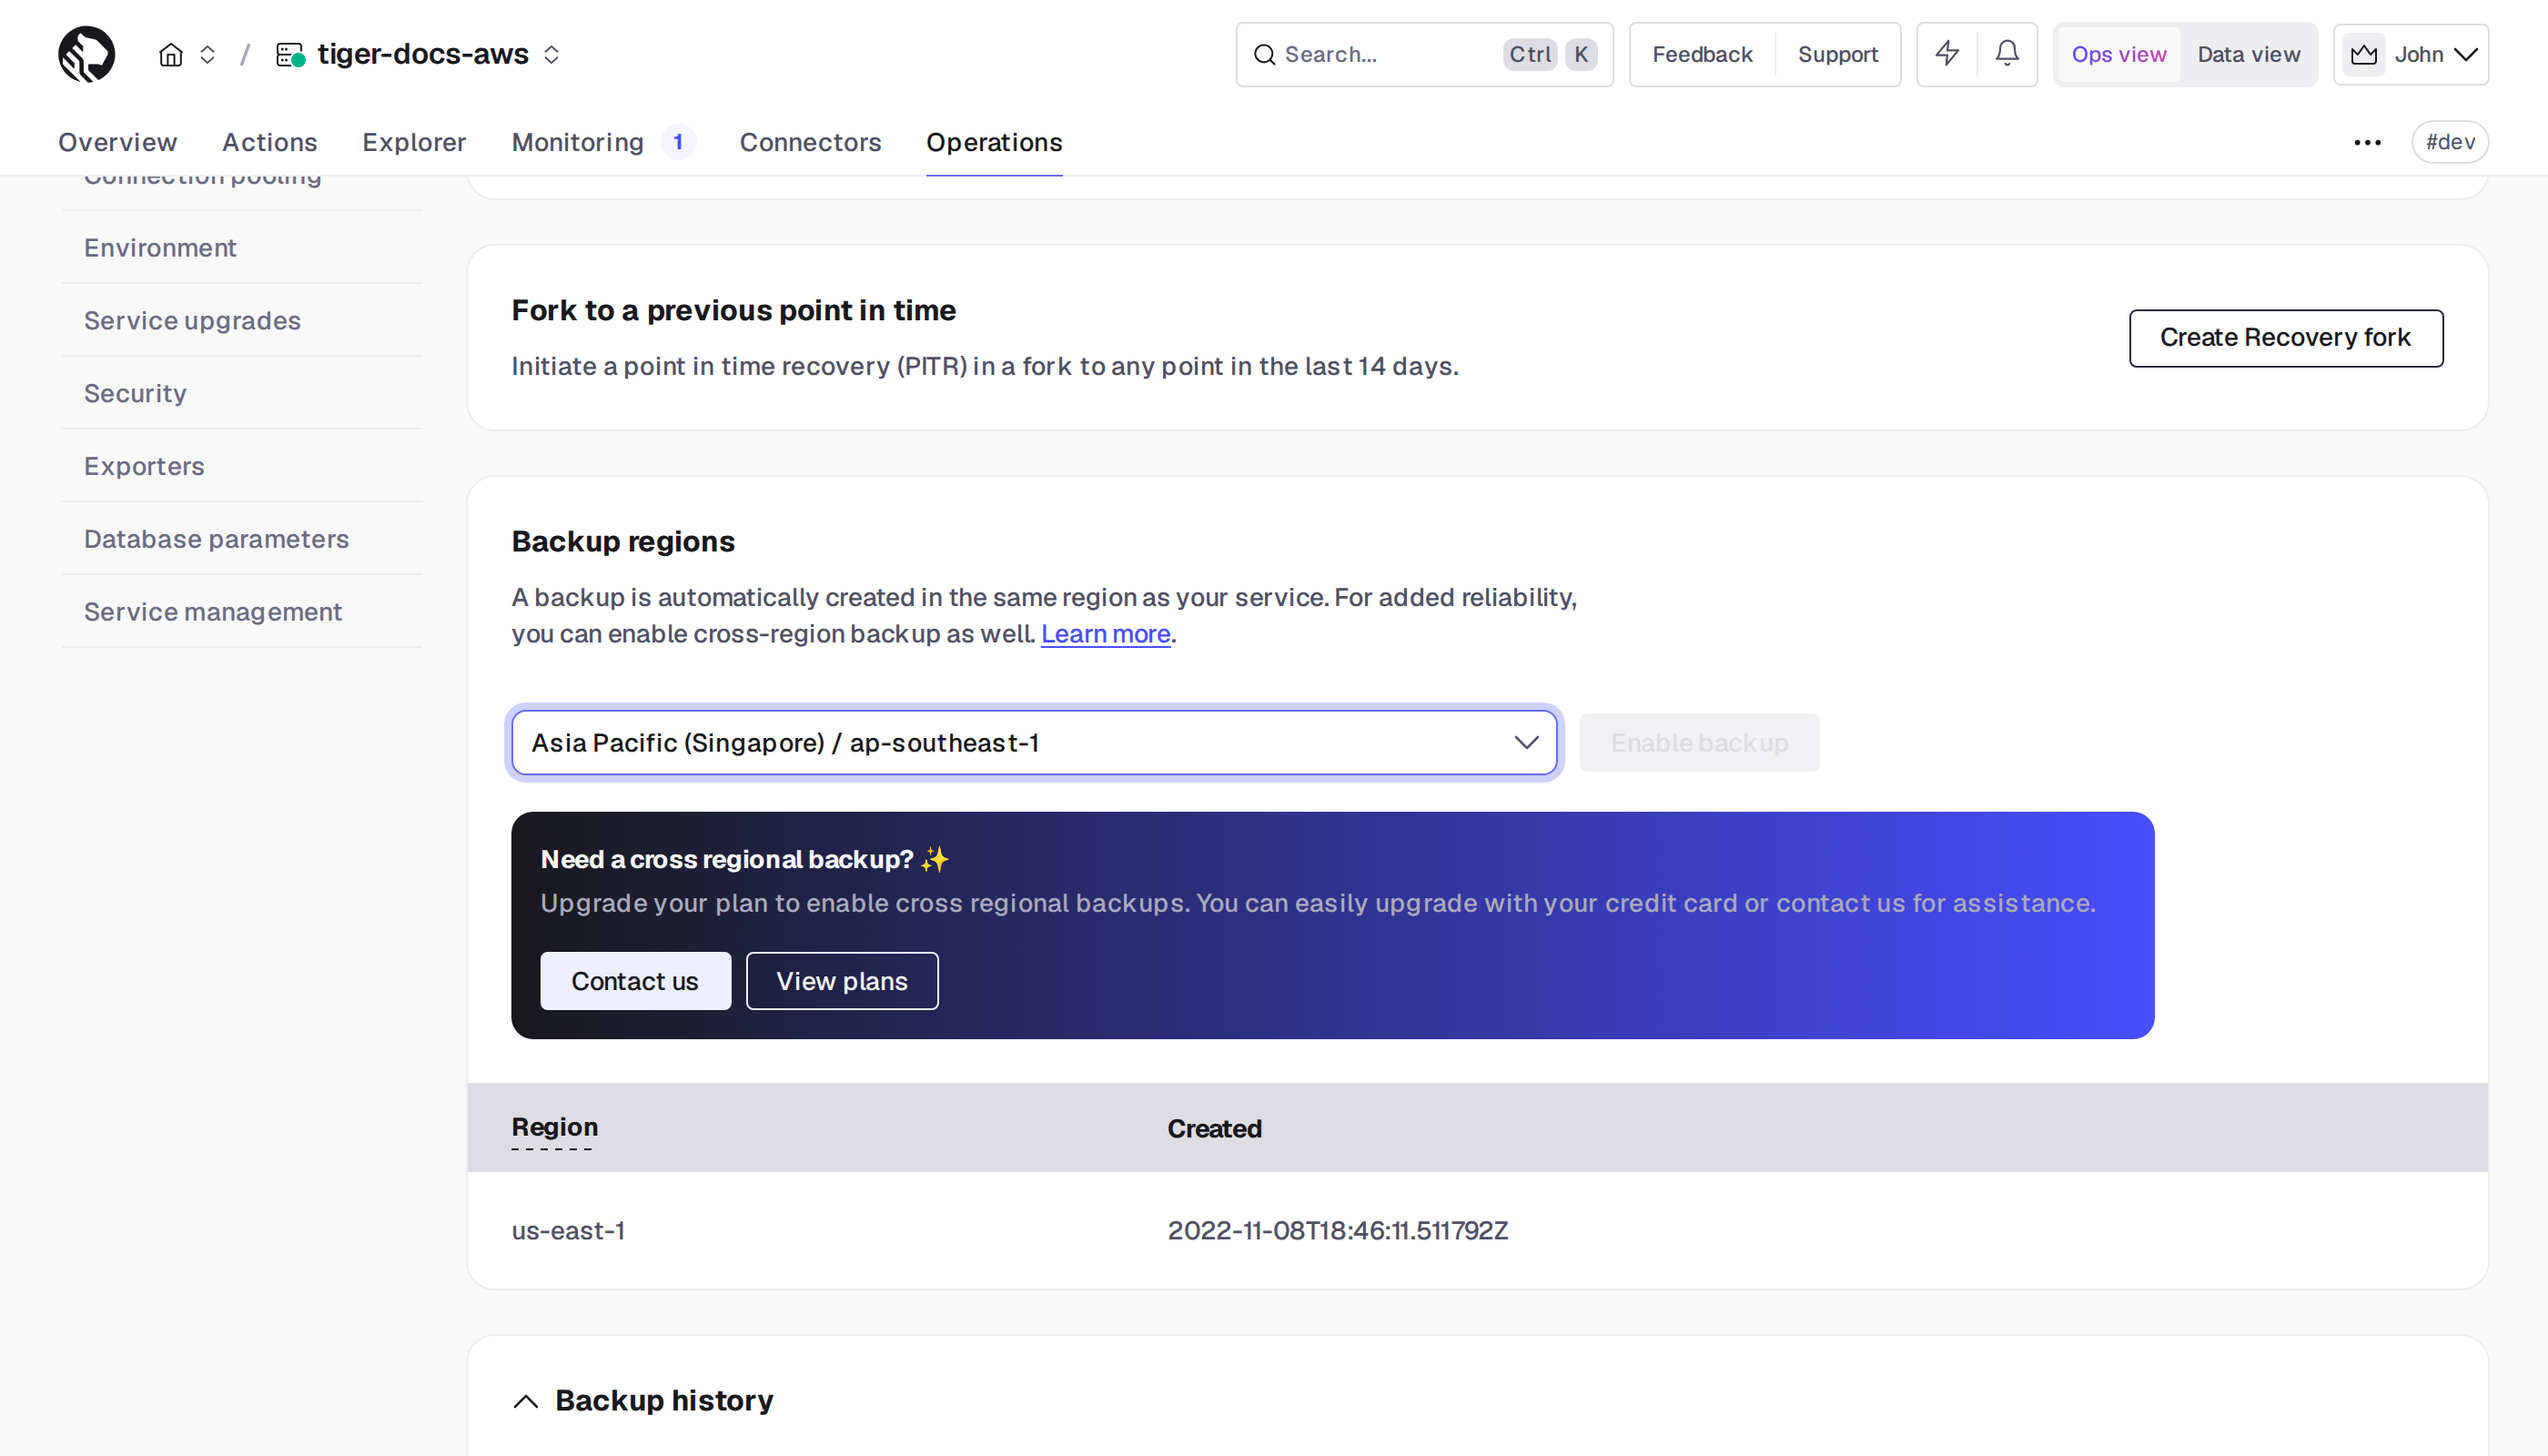 tiger-docs-aws
Search...
Ctrl K
Feedback
Support
Ops view
Data view
John
Overview
Actions
Explorer
Monitoring 1
Connectors
Operations
#dev
Connection pooling
Environment
Service upgrades
Security
Exporters
Database parameters
Service management
Fork to a previous point in time
Initiate a point in time recovery (PITR) in a fork to any point in the last 14 days.
Create Recovery fork
Backup regions
A backup is automatically created in the same region as your service. For added reliability,
you can enable cross-region backup as well. Learn more.
Asia Pacific (Singapore) / ap-southeast-1
Enable backup
Need a cross regional backup? ✨
Upgrade your plan to enable cross regional backups. You can easily upgrade with your credit card or contact us for assistance.
Contact us
View plans
Region
Created
us-east-1
2022-11-08T18:46:11.511792Z
Backup history